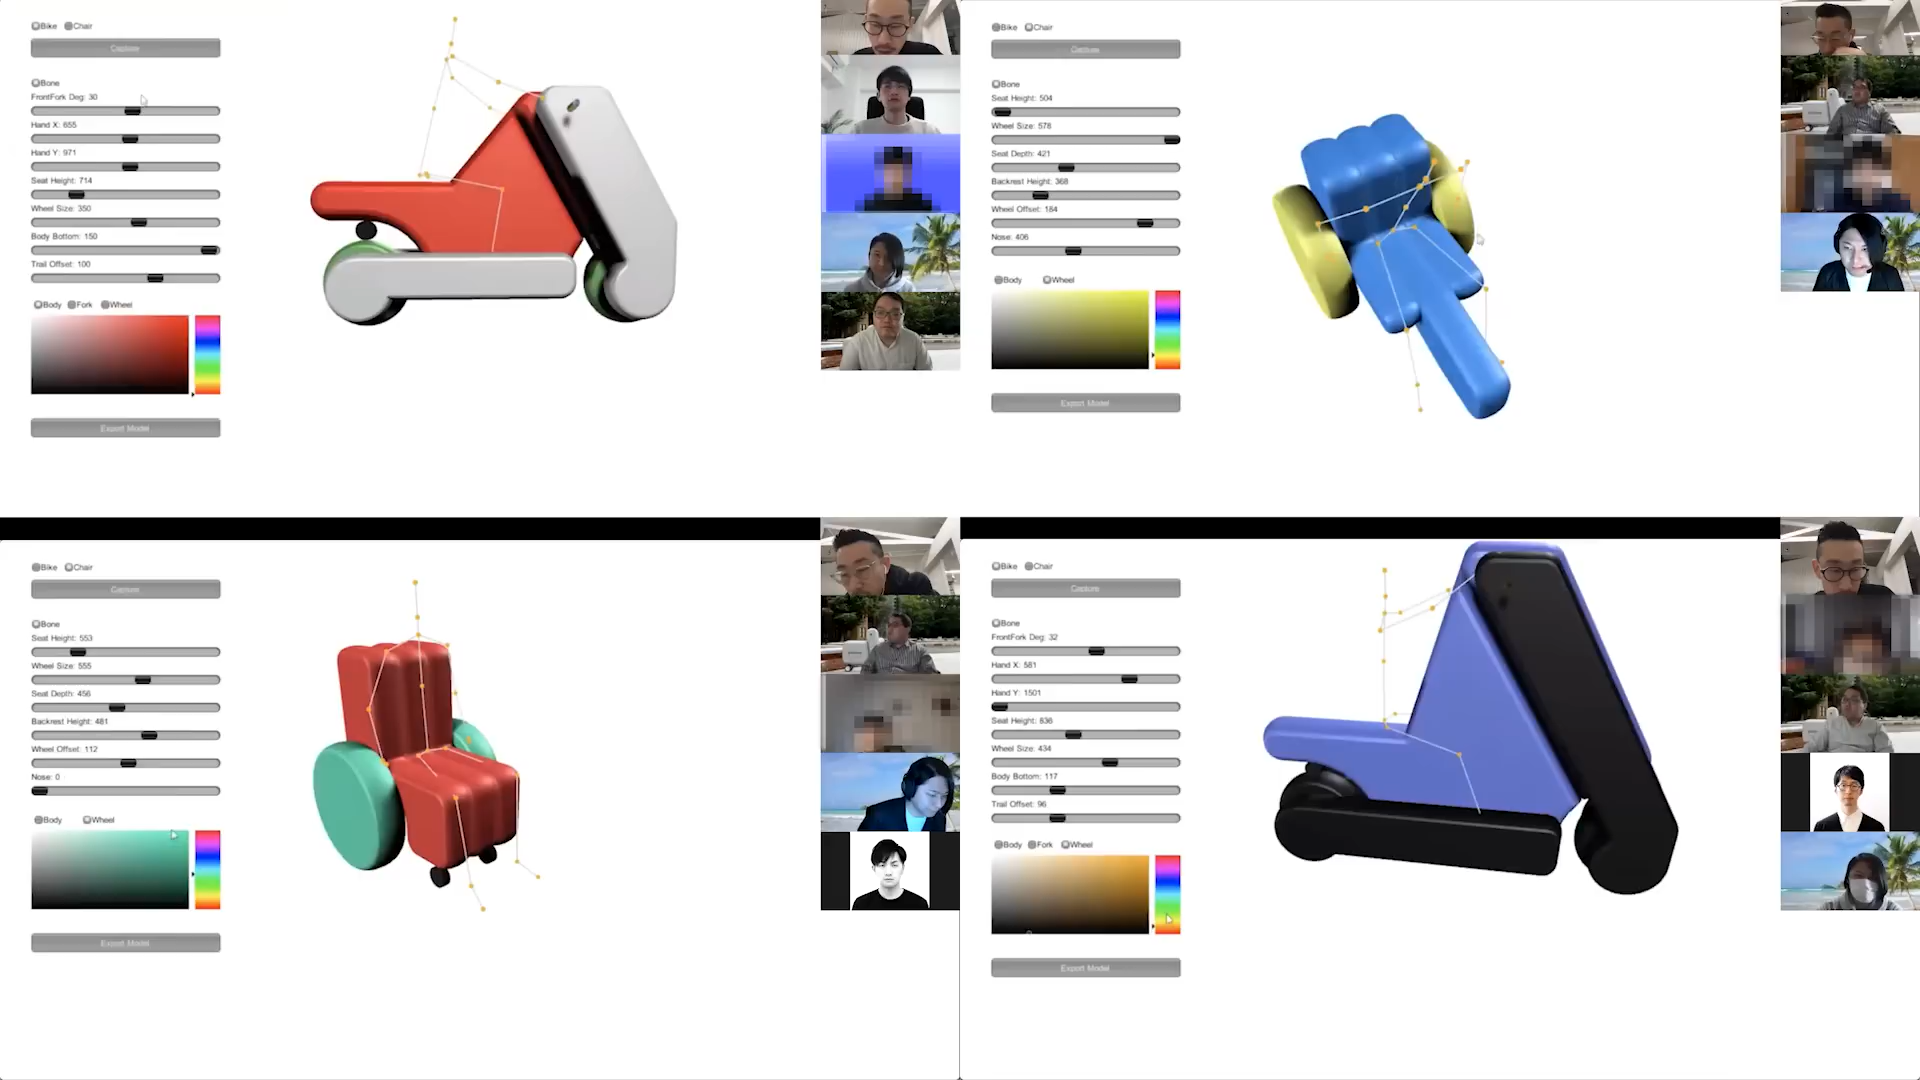 Bike Chair
Capture
Bone
FrontFork Deg: 30
Hand X: 655
Hand Y: 971
Seat Height: 714
Wheel Size: 350
Body Bottom: 150
Trail Offset: 100
Body Fork Wheel
Export Model
Bike Chair
Capture
Bone
Seat Height: 504
Wheel Size: 578
Seat Depth: 421
Backrest Height: 368
Wheel Offset: 184
Nose: 406
Body Wheel
Export Model
Bike Chair
Capture
Bone
Seat Height: 553
Wheel Size: 555
Seat Depth: 456
Backrest Height: 481
Wheel Offset: 112
Nose: 0
Body Wheel
Export Model
Bike Chair
Capture
Bone
FrontFork Deg: 32
Hand X: 581
Hand Y: 1501
Seat Height: 836
Wheel Size: 434
Body Bottom: 117
Trail Offset: 96
Body Fork Wheel
Export Model